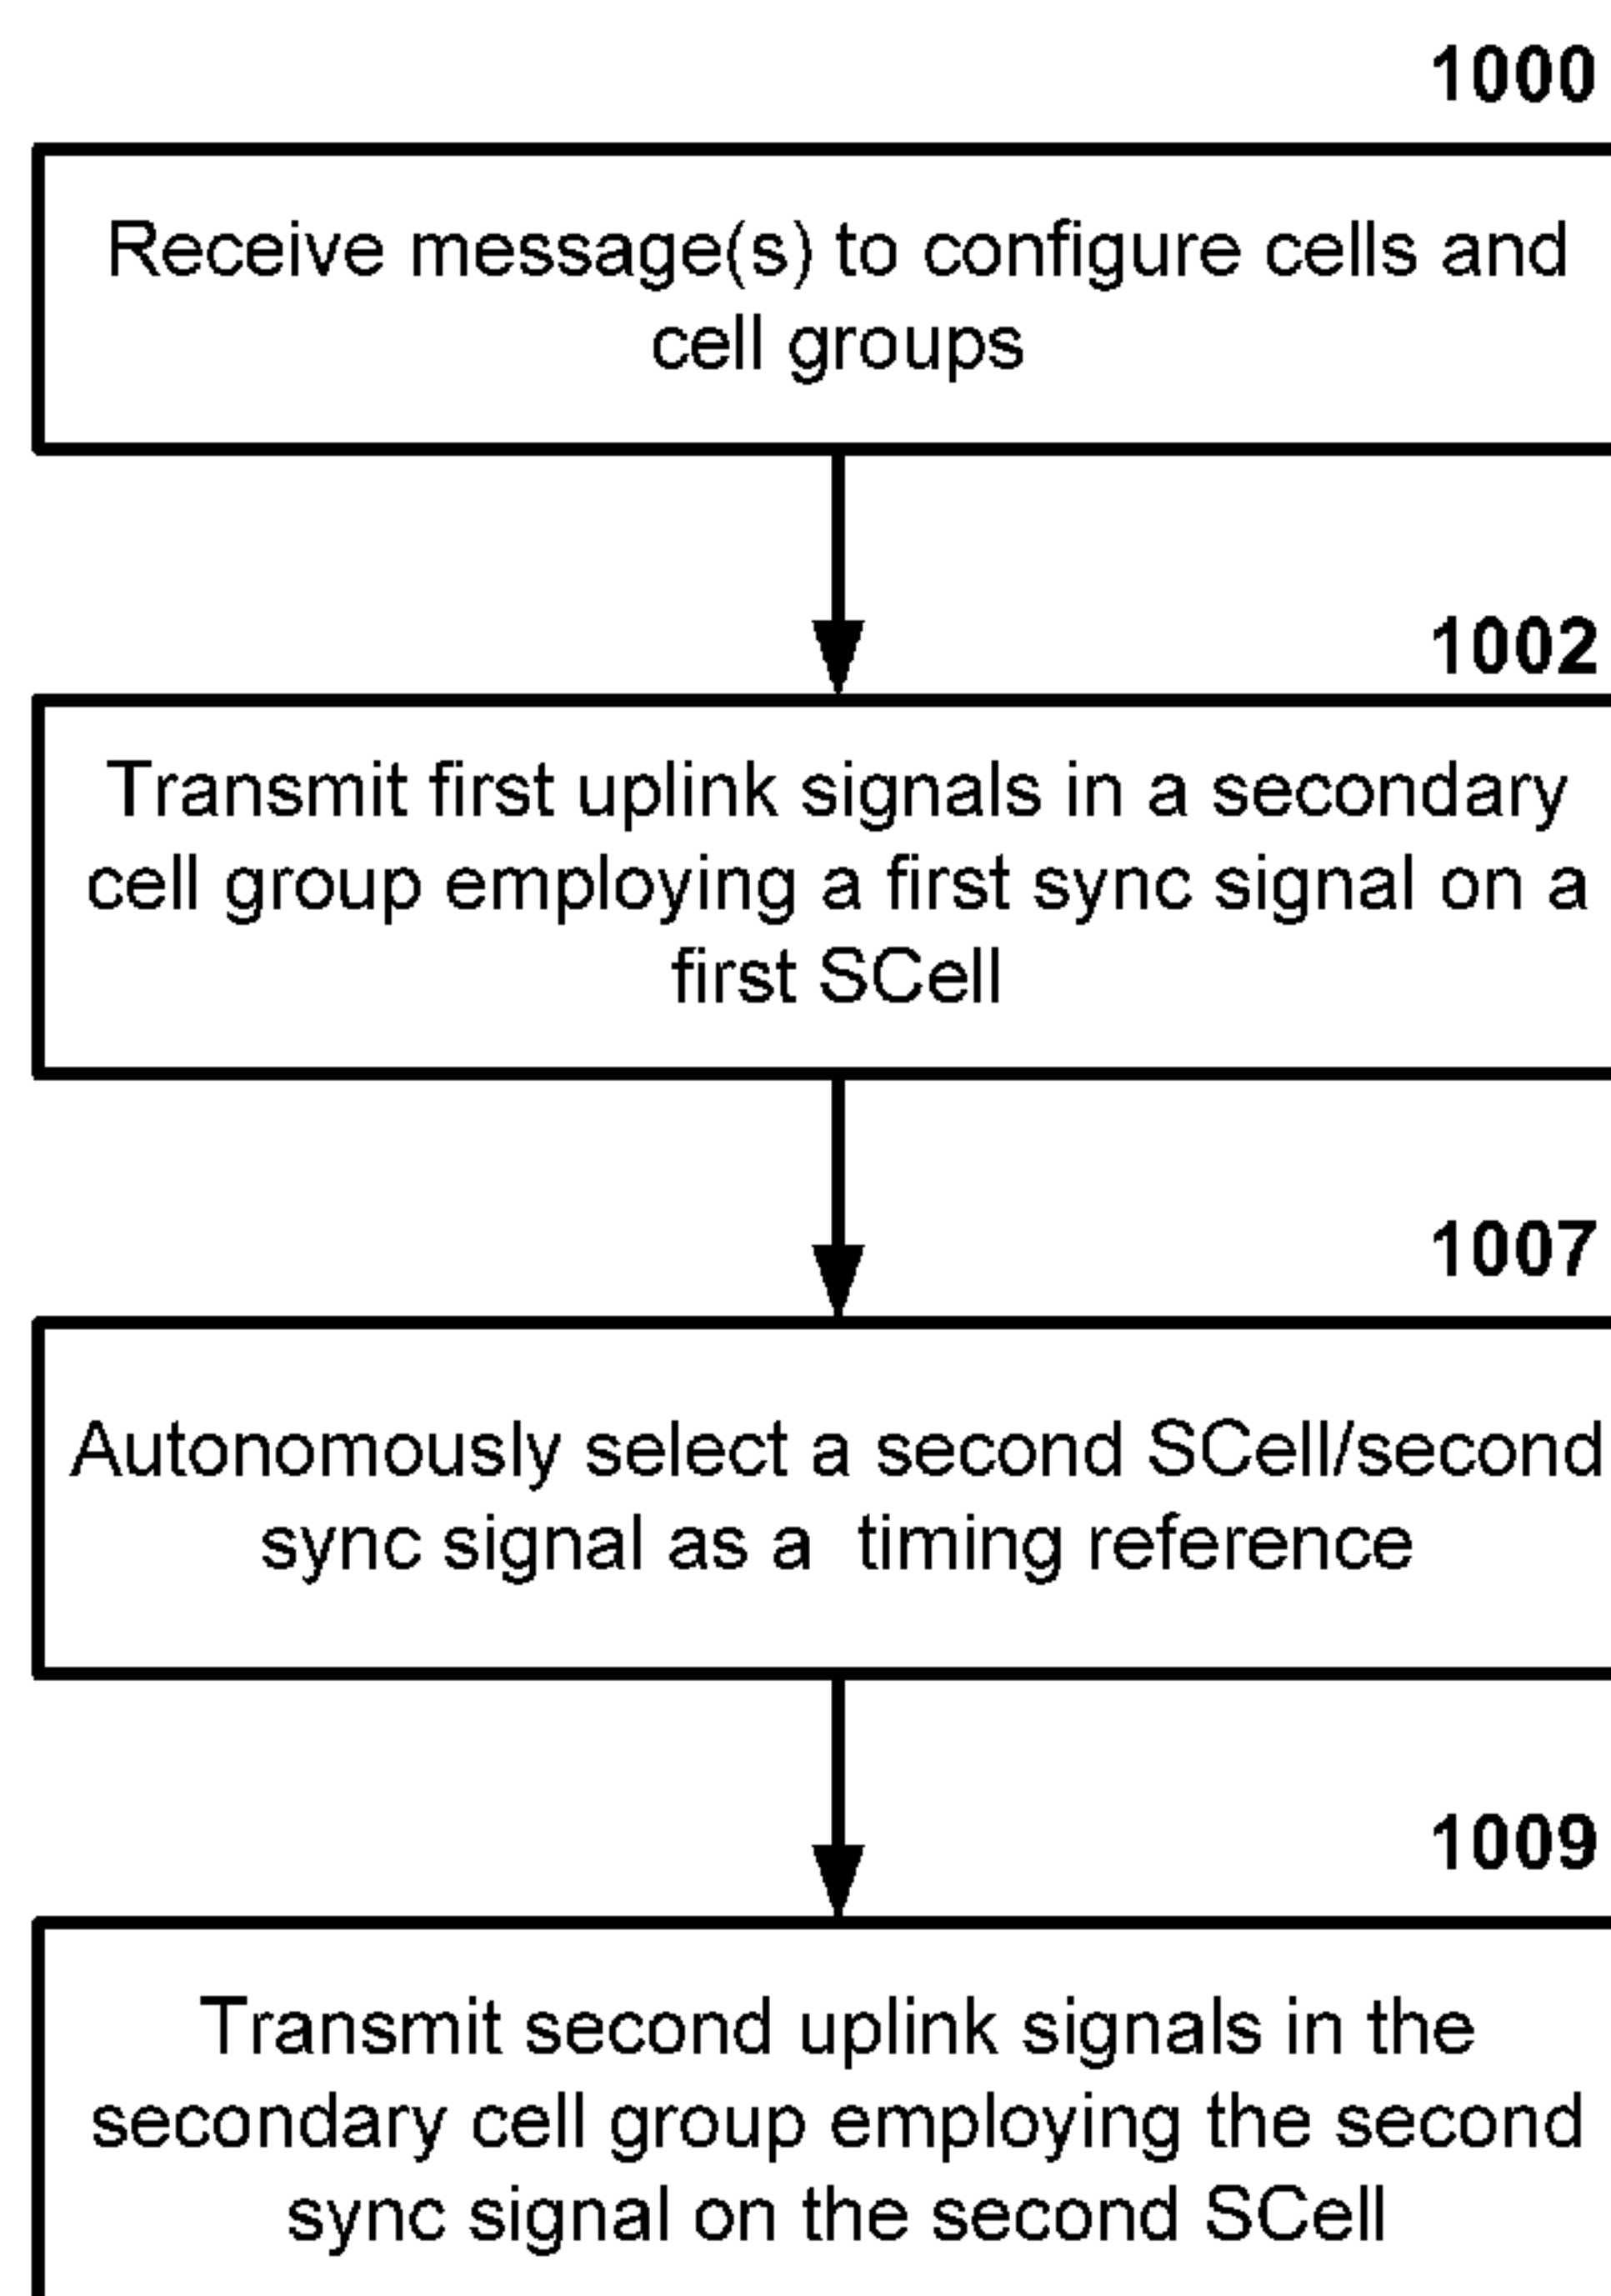 1000
Receive message(s) to configure cells and
cell groups
1002
Transmit first uplink signals in a secondary
cell group employing a first sync signal on a
first SCell
1007
Autonomously select a second SCell/second
sync signal as a timing reference
1009
Transmit second uplink signals in the
secondary cell group employing the second
sync signal on the second SCell